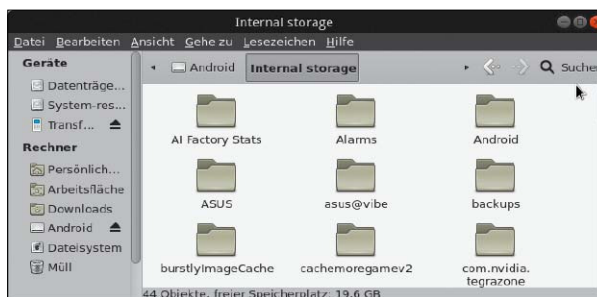 Internal storage
Datei Bearbeiten Ansicht Gehe zu Lesezeichen Hilfe
Geräte
Datenträge...
System-res...
Transf...
Rechner
Persönlich...
Arbeitsfläche
Downloads
Android
Dateisystem
Müll
Android Internal storage Suche
AI Factory Stats Alarms Android
ASUS asus@vibe backups
burstlyImageCache cachemoregamev2 com.nvidia.
tegrazone
44 Objekte, freier Speicherplatz: 19,6 GB